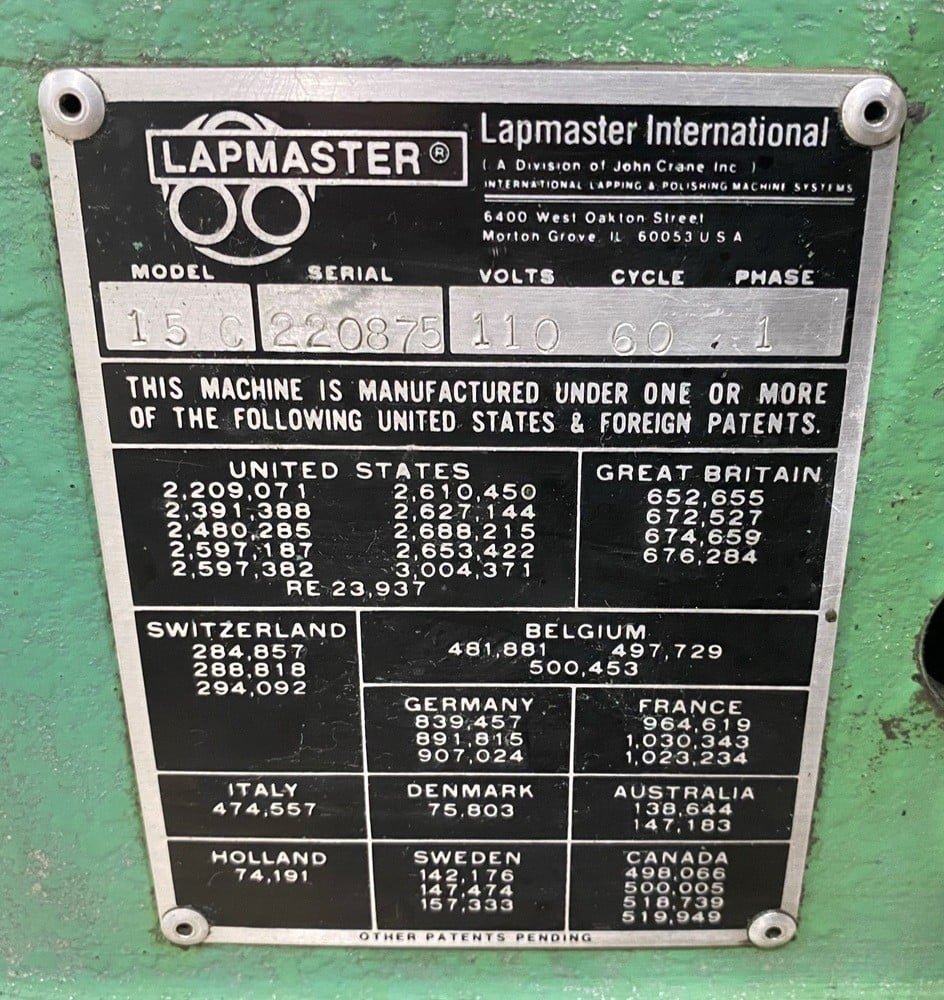 LAPMASTER®
Lapmaster International
( A Division of John Crane Inc )
INTERNATIONAL LAPPING & POLISHING MACHINE SYSTEMS
6400 West Oakton Street
Morton Grove IL 60053 U S A
MODEL SERIAL VOLTS CYCLE PHASE
15 C 220875 110 60 1
THIS MACHINE IS MANUFACTURED UNDER ONE OR MORE
OF THE FOLLOWING UNITED STATES & FOREIGN PATENTS.
UNITED STATES
2,209,071 2,610,450
2,391,388 2,627,144
2,480,285 2,688,215
2,597,187 2,653,422
2,597,382 3,004,371
RE 23,937
GREAT BRITAIN
652,655
672,527
674,659
676,284
SWITZERLAND
284,857
288,818
294,092
BELGIUM
481,881 497,729
500,453
GERMANY
839,457
891,815
907,024
FRANCE
964,619
1,030,343
1,023,234
ITALY
474,557
DENMARK
75,803
AUSTRALIA
138,644
147,183
HOLLAND
74,191
SWEDEN
142,176
147,474
157,333
CANADA
498,066
500,005
518,739
519,949
OTHER PATENTS PENDING